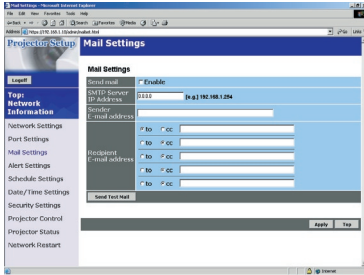 Mail Settings - Microsoft Internet Explorer
File Edit View Favorites Tools Help
Back Search Favorites Media
Address Links
Projector Setup
Mail Settings
Logoff
Top:
Network
Information
Network Settings
Port Settings
Mail Settings
Alert Settings
Schedule Settings
Date/Time Settings
Security Settings
Projector Control
Projector Status
Network Restart
Mail Settings
Send mail Enable
SMTP Server
IP Address 0.0.0.0 [e.g.] 192.168.1.254
Sender
E-mail address
Recipient
E-mail address
to cc
to cc
to cc
to cc
to cc
Send Test Mail
Apply Top
Internet